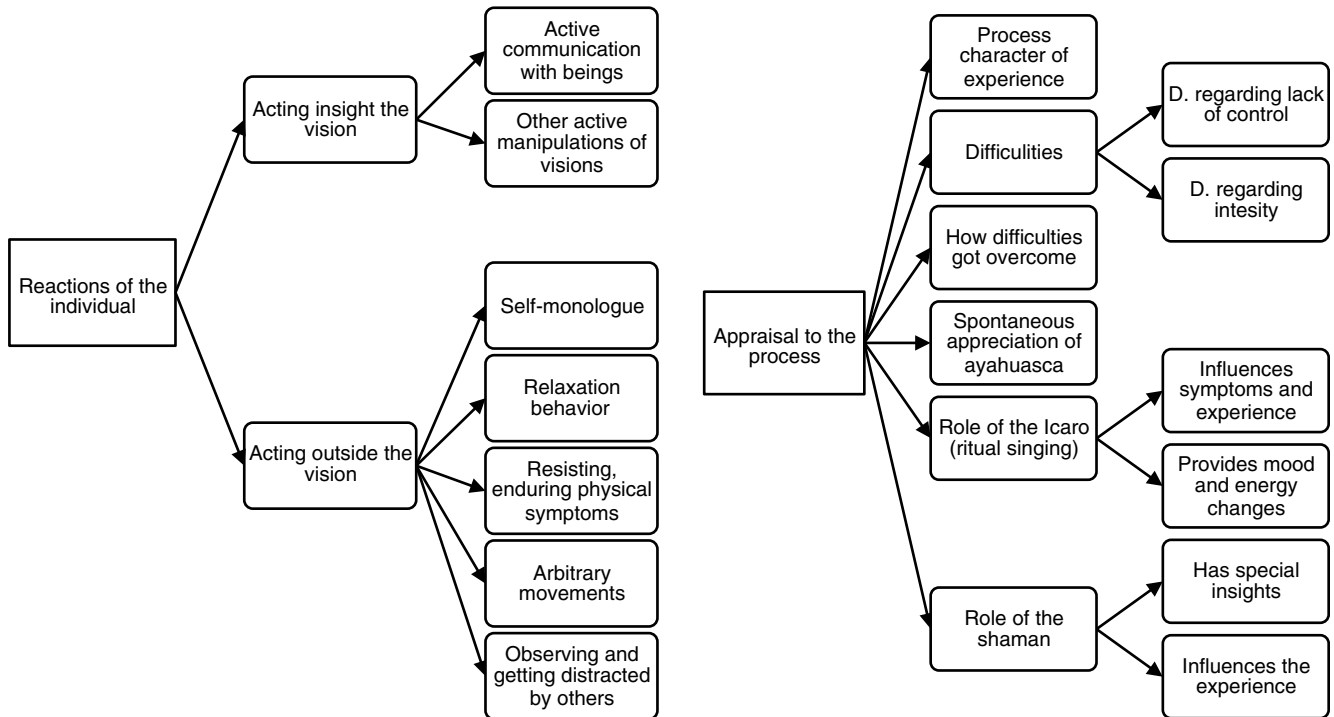 Reactions of the
individual
Acting insight the
vision
Active
communication
with beings
Other active
manipulations of
visions
Acting outside the
vision
Self-monologue
Relaxation
behavior
Resisting,
enduring physical
symptoms
Arbitrary
movements
Observing and
getting distracted
by others
Appraisal to the
process
Process
character of
experience
Difficulities
D. regarding lack
of control
D. regarding
intesity
How difficulties
got overcome
Spontaneous
appreciation of
ayahuasca
Role of the Icaro
(ritual singing)
Influences
symptoms and
experience
Provides mood
and energy
changes
Role of the
shaman
Has special
insights
Influences the
experience